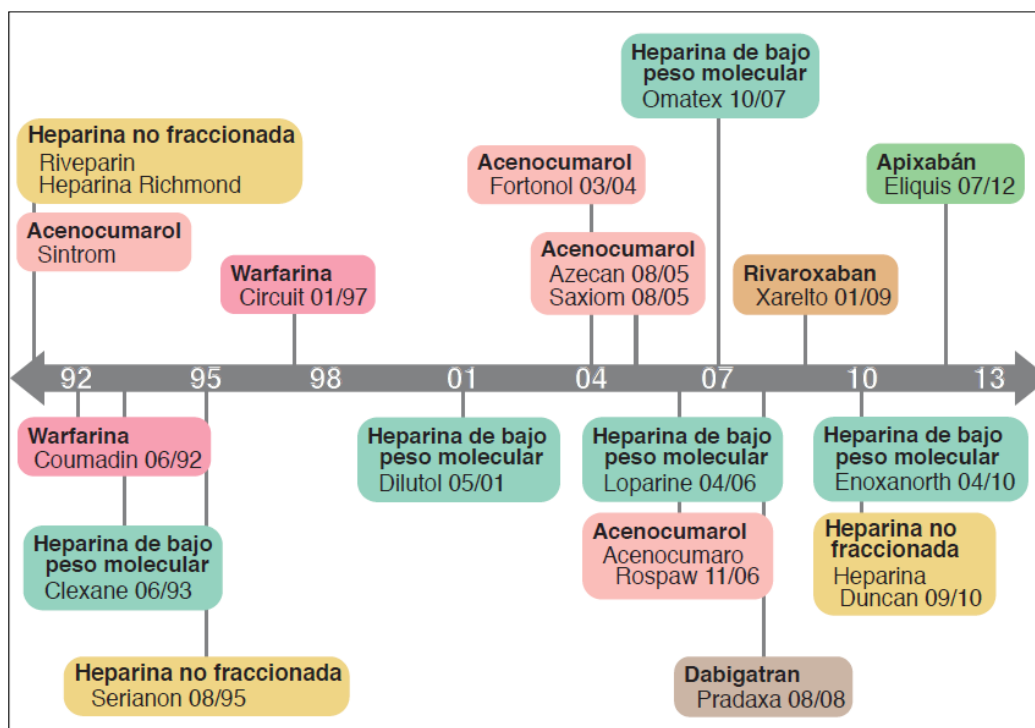 Heparina de bajo
peso molecular
Omatex 10/07
Heparina no fraccionada
Riveparin
Heparina Richmond
Acenocumarol
Fortonol 03/04
Apixabán
Eliquis 07/12
Acenocumarol
Sintrom
Warfarina
Circuit 01/97
Acenocumarol
Azecan 08/05
Saxiom 08/05
Rivaroxaban
Xarelto 01/09
92 95 98 01 04 07 10 13
Warfarina
Coumadin 06/92
Heparina de bajo
peso molecular
Dilutol 05/01
Heparina de bajo
peso molecular
Loparine 04/06
Heparina de bajo
peso molecular
Enoxanorth 04/10
Heparina de bajo
peso molecular
Clexane 06/93
Acenocumarol
Acenocumaro
Rospaw 11/06
Heparina no
fraccionada
Heparina
Duncan 09/10
Heparina no fraccionada
Serianon 08/95
Dabigatran
Pradaxa 08/08